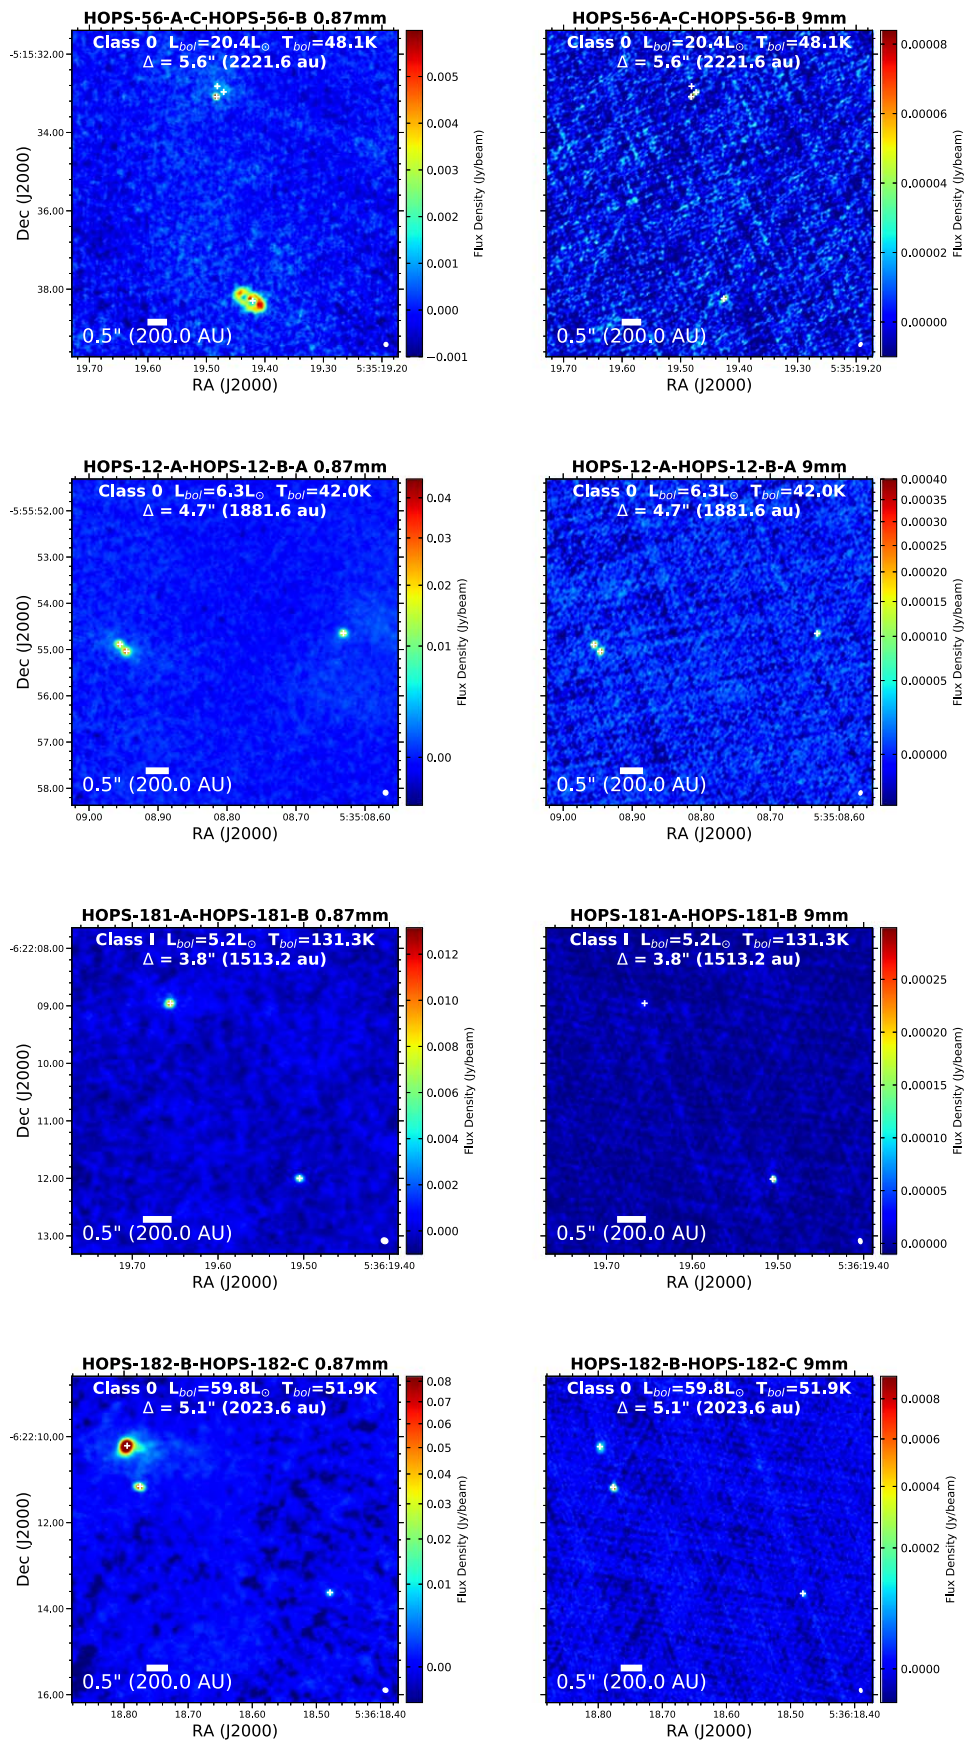 HOPS-56-A-C-HOPS-56-B 0.87mm
Class 0 L_bol=20.4L☉ T_bol=48.1K
Δ = 5.6" (2221.6 au)
-5:15:32.00
34.00
36.00
38.00
Dec (J2000)
0.5" (200.0 AU)
19.70 19.60 19.50 19.40 19.30 5:35:19.20
RA (J2000)
0.005
0.004
0.003
0.002
0.001
0.000
−0.001
Flux Density (Jy/beam)
HOPS-56-A-C-HOPS-56-B 9mm
Class 0 L_bol=20.4L☉ T_bol=48.1K
Δ = 5.6" (2221.6 au)
0.5" (200.0 AU)
19.70 19.60 19.50 19.40 19.30 5:35:19.20
RA (J2000)
0.00008
0.00006
0.00004
0.00002
0.00000
Flux Density (Jy/beam)
HOPS-12-A-HOPS-12-B-A 0.87mm
Class 0 L_bol=6.3L☉ T_bol=42.0K
Δ = 4.7" (1881.6 au)
-5:55:52.00
53.00
54.00
55.00
56.00
57.00
58.00
Dec (J2000)
0.5" (200.0 AU)
09.00 08.90 08.80 08.70 5:35:08.60
RA (J2000)
0.04
0.03
0.02
0.01
0.00
Flux Density (Jy/beam)
HOPS-12-A-HOPS-12-B-A 9mm
Class 0 L_bol=6.3L☉ T_bol=42.0K
Δ = 4.7" (1881.6 au)
0.5" (200.0 AU)
09.00 08.90 08.80 08.70 5:35:08.60
RA (J2000)
0.00040
0.00035
0.00030
0.00025
0.00020
0.00015
0.00010
0.00005
0.00000
Flux Density (Jy/beam)
HOPS-181-A-HOPS-181-B 0.87mm
Class I L_bol=5.2L☉ T_bol=131.3K
Δ = 3.8" (1513.2 au)
-6:22:08.00
09.00
10.00
11.00
12.00
13.00
Dec (J2000)
0.5" (200.0 AU)
19.70 19.60 19.50 5:36:19.40
RA (J2000)
0.012
0.010
0.008
0.006
0.004
0.002
0.000
Flux Density (Jy/beam)
HOPS-181-A-HOPS-181-B 9mm
Class I L_bol=5.2L☉ T_bol=131.3K
Δ = 3.8" (1513.2 au)
0.5" (200.0 AU)
19.70 19.60 19.50 5:36:19.40
RA (J2000)
0.00025
0.00020
0.00015
0.00010
0.00005
0.00000
Flux Density (Jy/beam)
HOPS-182-B-HOPS-182-C 0.87mm
Class 0 L_bol=59.8L☉ T_bol=51.9K
Δ = 5.1" (2023.6 au)
-6:22:10.00
12.00
14.00
16.00
Dec (J2000)
0.5" (200.0 AU)
18.80 18.70 18.60 18.50 5:36:18.40
RA (J2000)
0.08
0.07
0.06
0.05
0.04
0.03
0.02
0.01
0.00
Flux Density (Jy/beam)
HOPS-182-B-HOPS-182-C 9mm
Class 0 L_bol=59.8L☉ T_bol=51.9K
Δ = 5.1" (2023.6 au)
0.5" (200.0 AU)
18.80 18.70 18.60 18.50 5:36:18.40
RA (J2000)
0.0008
0.0006
0.0004
0.0002
0.0000
Flux Density (Jy/beam)